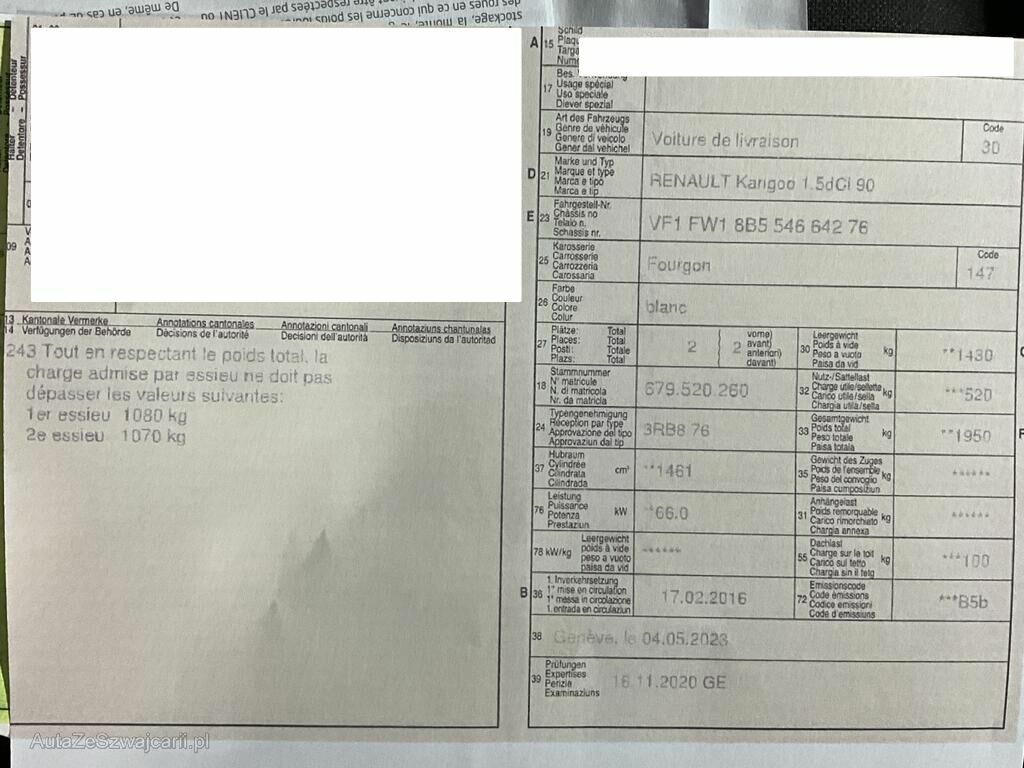 stockage, la monte,
des roues en ce qui concerne les poids
être respectées par le CLIENT ou
De même, en cas de
Halter Détenteur
Detentore - Possessur
09
13 Kantonale Vermerke Annotations cantonales Annotazioni cantonali Annotaziuns chantunalas
14 Verfügungen der Behörde Décisions de l'autorité Decisioni dell'autorità Disposiziuns da l'autoritad
243 Tout en respectant le poids total, la
charge admise par essieu ne doit pas
dépasser les valeurs suivantes:
1er essieu 1080 kg
2e essieu 1070 kg
A 15 Schild
Targa
17 Bes.
Usage spécial
Uso speciale
Diever spezial
19 Art des Fahrzeugs
Genre de véhicule
Genere di veicolo
Gener dal vehichel
Voiture de livraison
Code
30
D 21 Marke und Typ
Marque et type
Marca e tipo
Marca e tip
RENAULT Kangoo 1.5dCi 90
E 23 Fahrgestell-Nr.
Châssis no
Telaio n.
Schassis nr.
VF1 FW1 8B5 546 642 76
25 Karosserie
Carrosserie
Carrozzeria
Carossaria
Fourgon
Code
147
26 Farbe
Couleur
Colore
Colur
blanc
27 Plätze: Total
Places: Total
Posti: Totale
Plazs: Total
2
2
vorne)
avant)
anteriori)
davant)
30 Leergewicht
Poids à vide
Peso a vuoto
Paisa da vid
kg
**1430
18 Stammnummer
N° matricule
N. di matricola
Nr. da matricla
679.520.260
32 Nutz-/Sattellast
Charge utile/sellette
Carico utile/sella
Chargia utila/sella
kg
***520
24 Typengenehmigung
Réception par type
Approvazione del tipo
Approvaziun dal tip
3RB8 76
33 Gesamtgewicht
Poids total
Peso totale
Paisa totala
kg
**1950
37 Hubraum
Cylindrée
Cilindrata
Cilindrada
cm³
**1461
35 Gewicht des Zuges
Poids de l'ensemble
Peso del convoglio
Paisa cumposiziun
kg
******
76 Leistung
Puissance
Potenza
Prestaziun
kW
*66.0
31 Anhängelast
Poids remorquable
Carico rimorchiato
Chargia annexa
kg
******
78 kW/kg
Leergewicht
poids à vide
peso a vuoto
paisa da vid
******
55 Dachlast
Charge sur le toit
Carico sul tetto
Chargia sin il tetg
kg
***100
B 36 1. Inverkehrsetzung
1re mise en circulation
1a messa in circolazione
1. entrada en circulaziun
17.02.2016
72 Emissionscode
Code émissions
Codice emissioni
Code d'emissiuns
***B5b
38 Genève, le 04.05.2023
39 Prüfungen
Expertises
Perizie
Examinaziuns
16.11.2020 GE
AutaZeSzwajcarii.pl